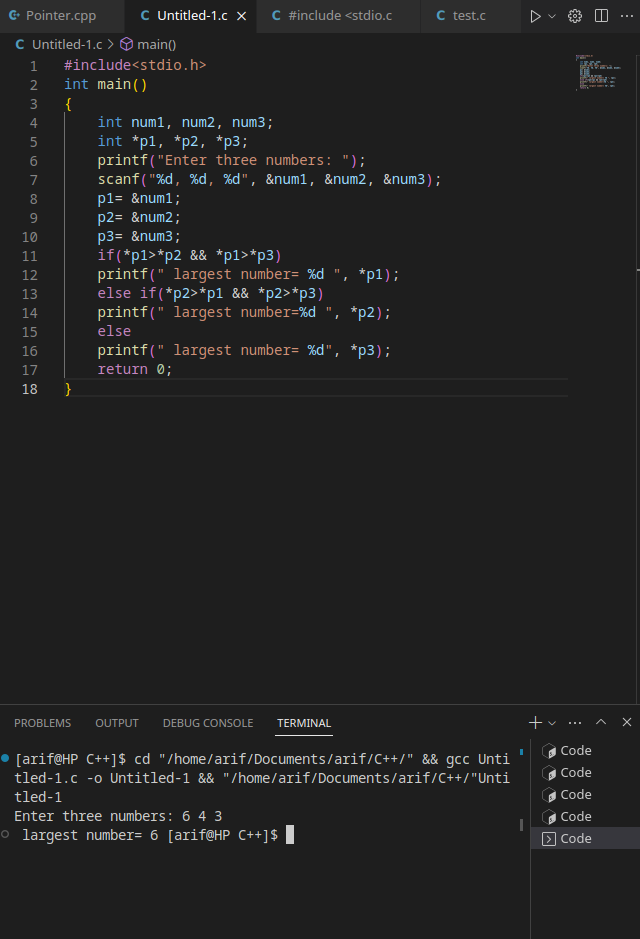 Pointer.cpp Untitled-1.c #include <stdio.c test.c
Untitled-1.c > main()
1 #include<stdio.h>
2 int main()
3 {
4 int num1, num2, num3;
5 int *p1, *p2, *p3;
6 printf("Enter three numbers: ");
7 scanf("%d, %d, %d", &num1, &num2, &num3);
8 p1= &num1;
9 p2= &num2;
10 p3= &num3;
11 if(*p1>*p2 && *p1>*p3)
12 printf(" largest number= %d ", *p1);
13 else if(*p2>*p1 && *p2>*p3)
14 printf(" largest number=%d ", *p2);
15 else
16 printf(" largest number= %d", *p3);
17 return 0;
18 }
PROBLEMS OUTPUT DEBUG CONSOLE TERMINAL
[arif@HP C++]$ cd "/home/arif/Documents/arif/C++/" && gcc Unti
tled-1.c -o Untitled-1 && "/home/arif/Documents/arif/C++/"Unti
tled-1
Enter three numbers: 6 4 3
largest number= 6 [arif@HP C++]$
Code
Code
Code
Code
Code